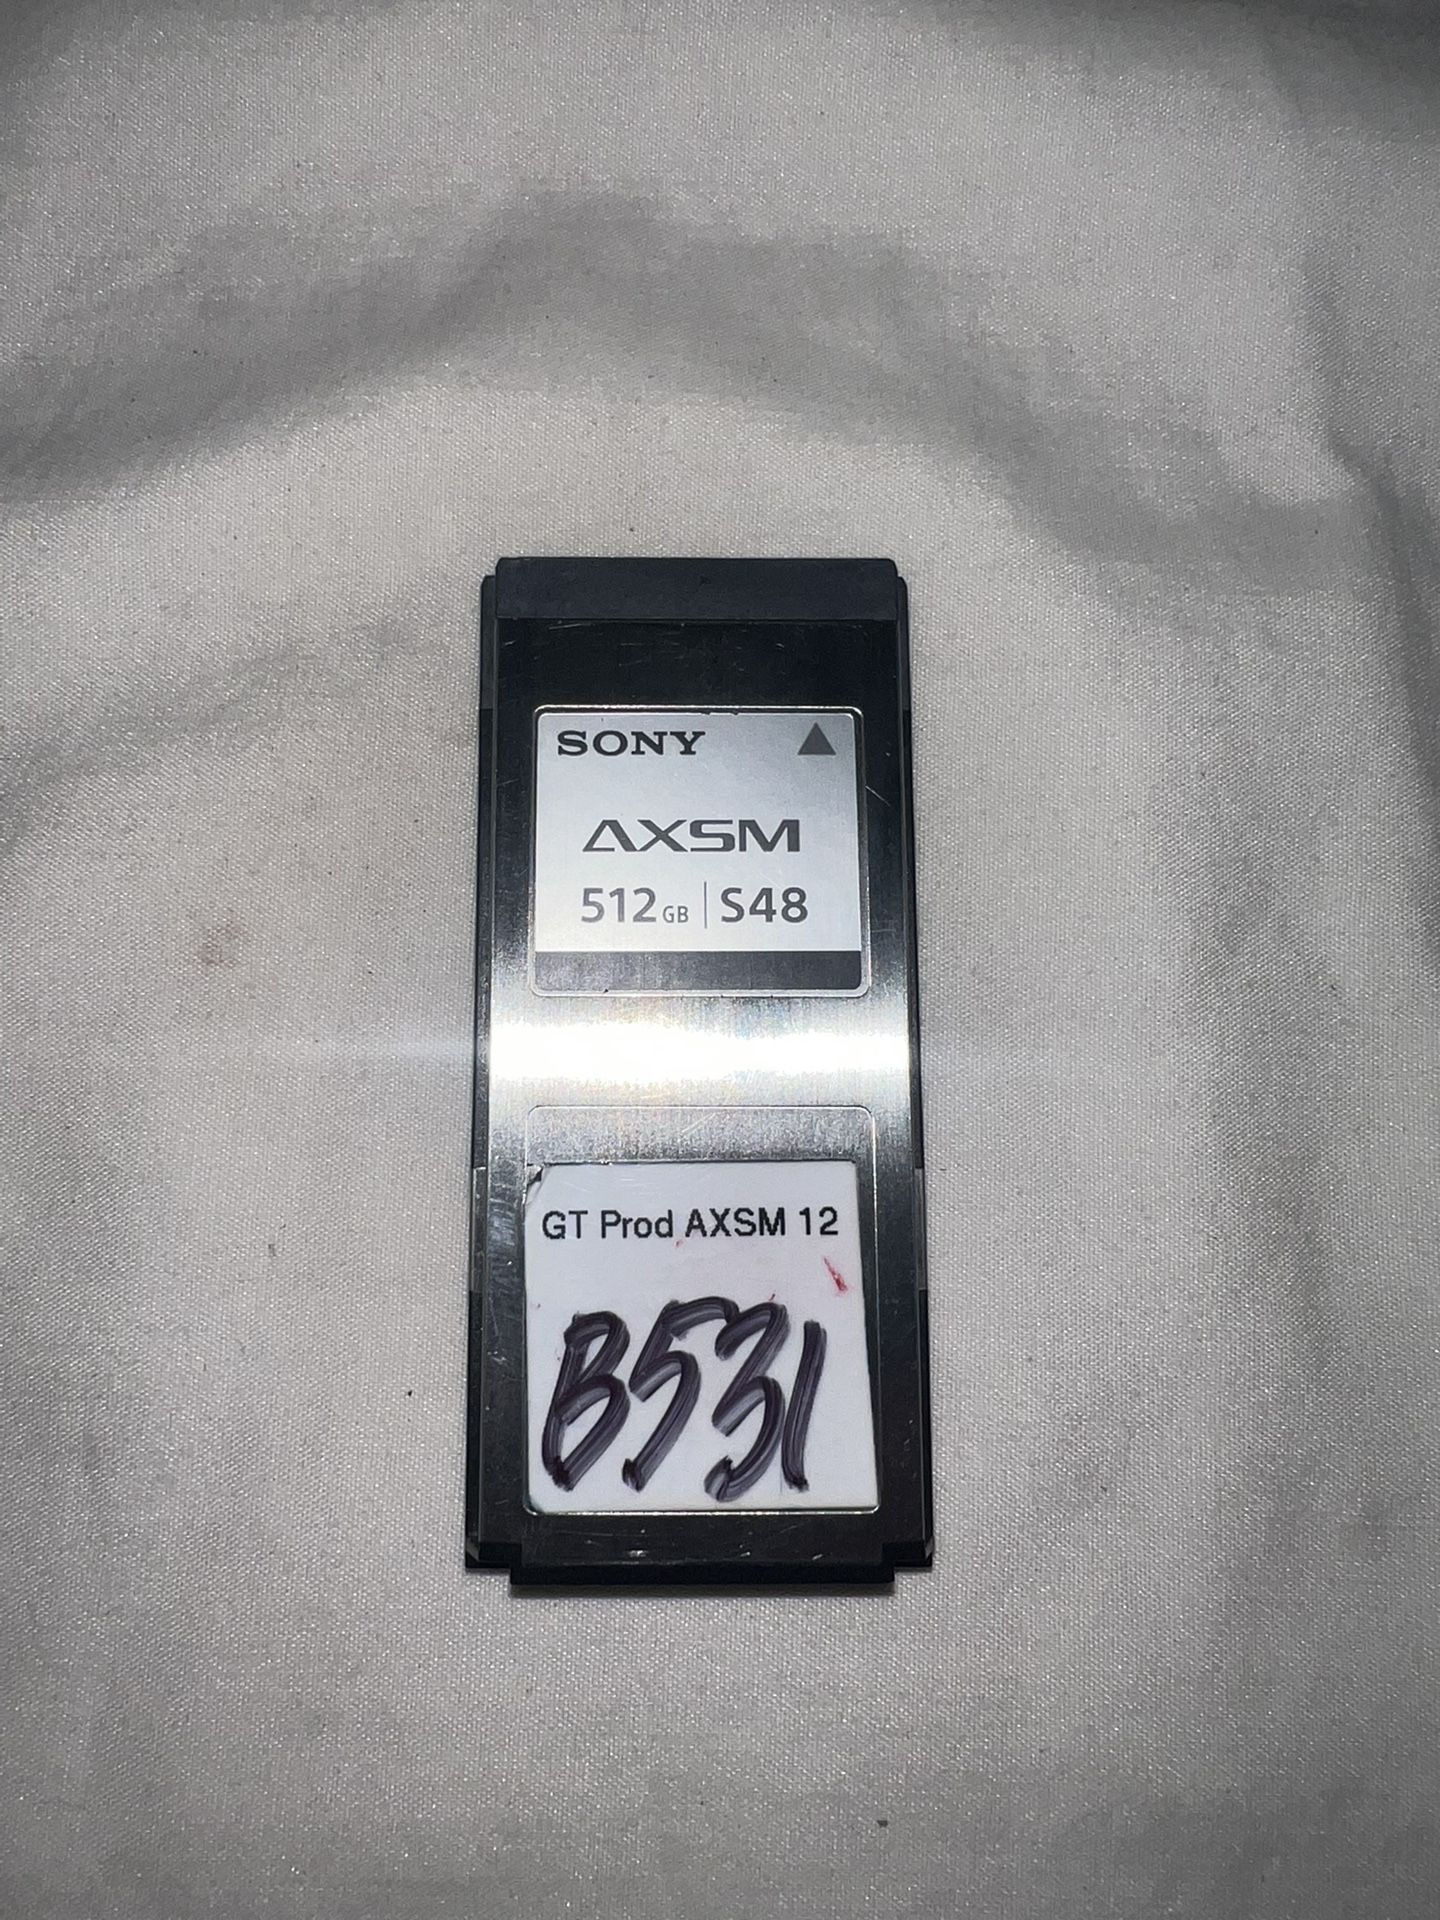 SONY
AXSM
512GB | S48
GT Prod AXSM 12
B531